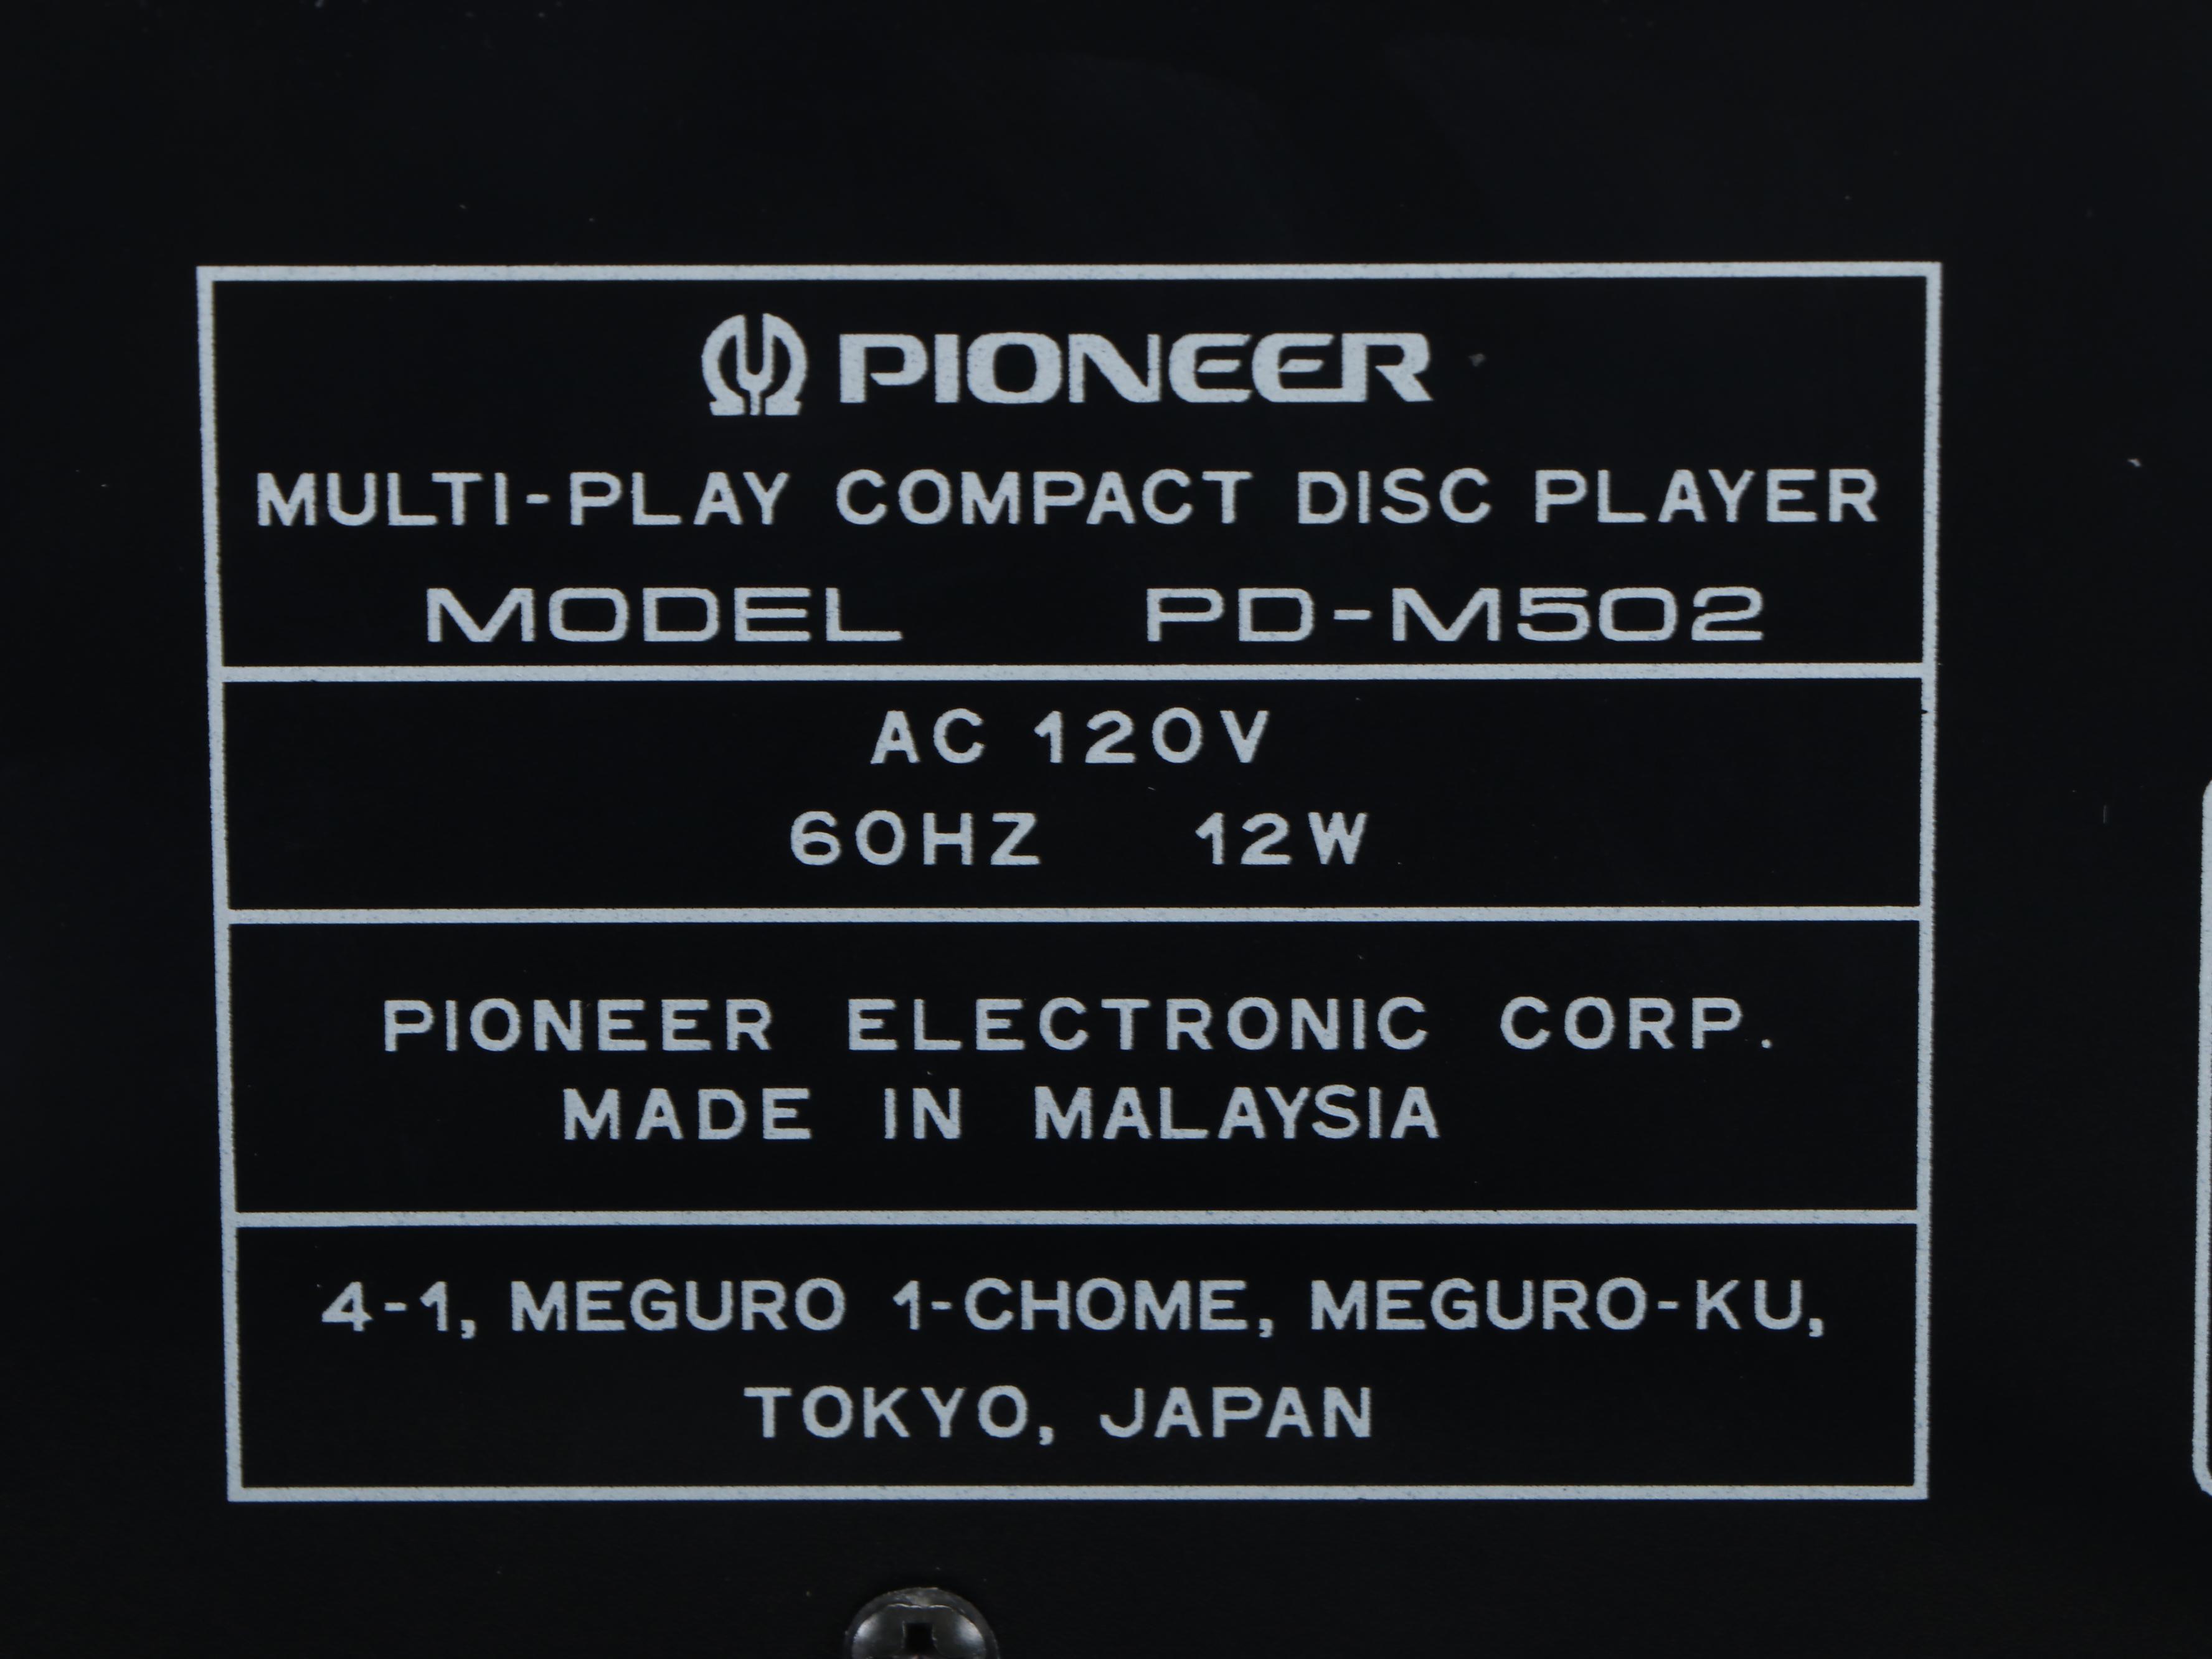 PIONEER
MULTI-PLAY COMPACT DISC PLAYER
MODEL PD-M502
AC 120V
60HZ 12W
PIONEER ELECTRONIC CORP.
MADE IN MALAYSIA
4-1, MEGURO 1-CHOME, MEGURO-KU,
TOKYO, JAPAN